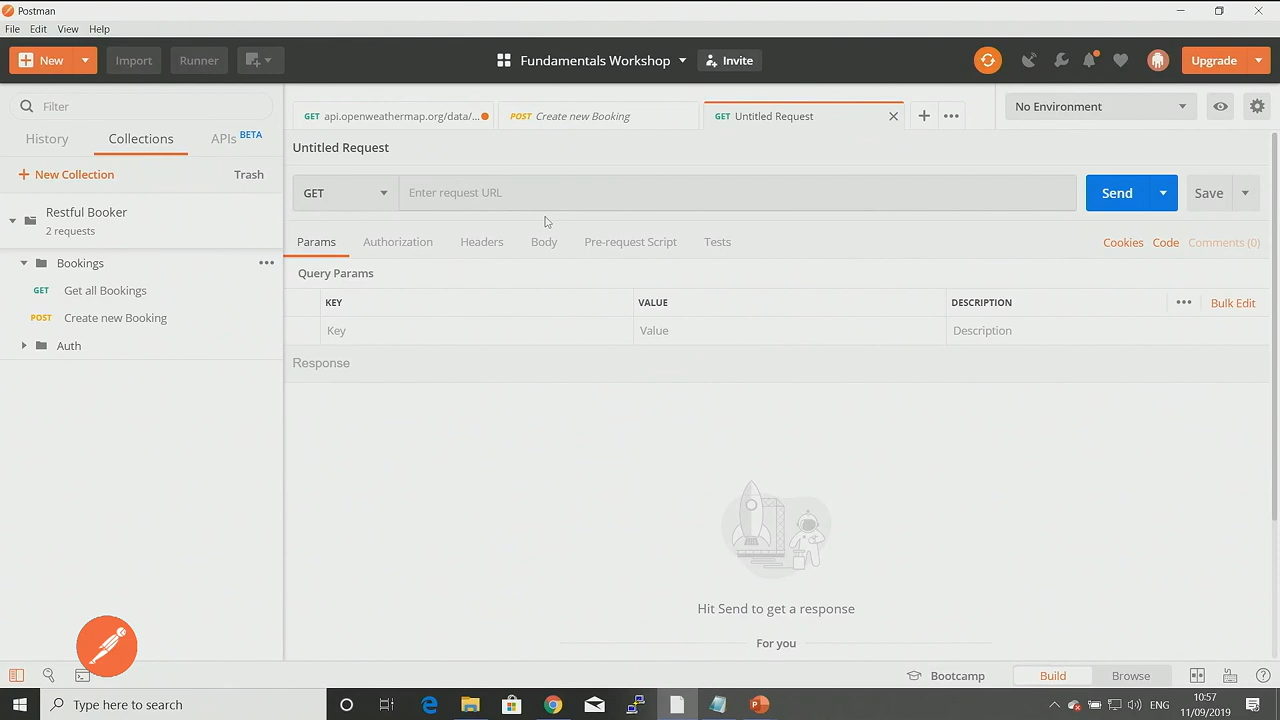 Postman
File Edit View Help
New Import Runner Fundamentals Workshop Invite Upgrade
Filter
History Collections APIs BETA
New Collection Trash
Restful Booker
2 requests
Bookings
GET Get all Bookings
POST Create new Booking
Auth
GET api.openweathermap.org/data/... POST Create new Booking GET Untitled Request
No Environment
Untitled Request
GET Enter request URL Send Save
Params Authorization Headers Body Pre-request Script Tests Cookies Code Comments (0)
Query Params
KEY VALUE DESCRIPTION Bulk Edit
Key Value Description
Response
Hit Send to get a response
For you
Bootcamp Build Browse
Type here to search
ENG
10:57
11/09/2019